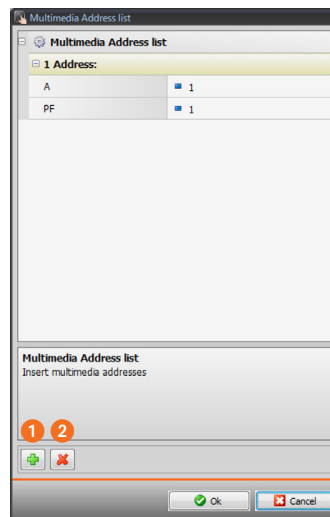 Multimedia Address list
Multimedia Address list
1 Address:
A 1
PF 1
Multimedia Address list
Insert multimedia addresses
1 2
Ok Cancel